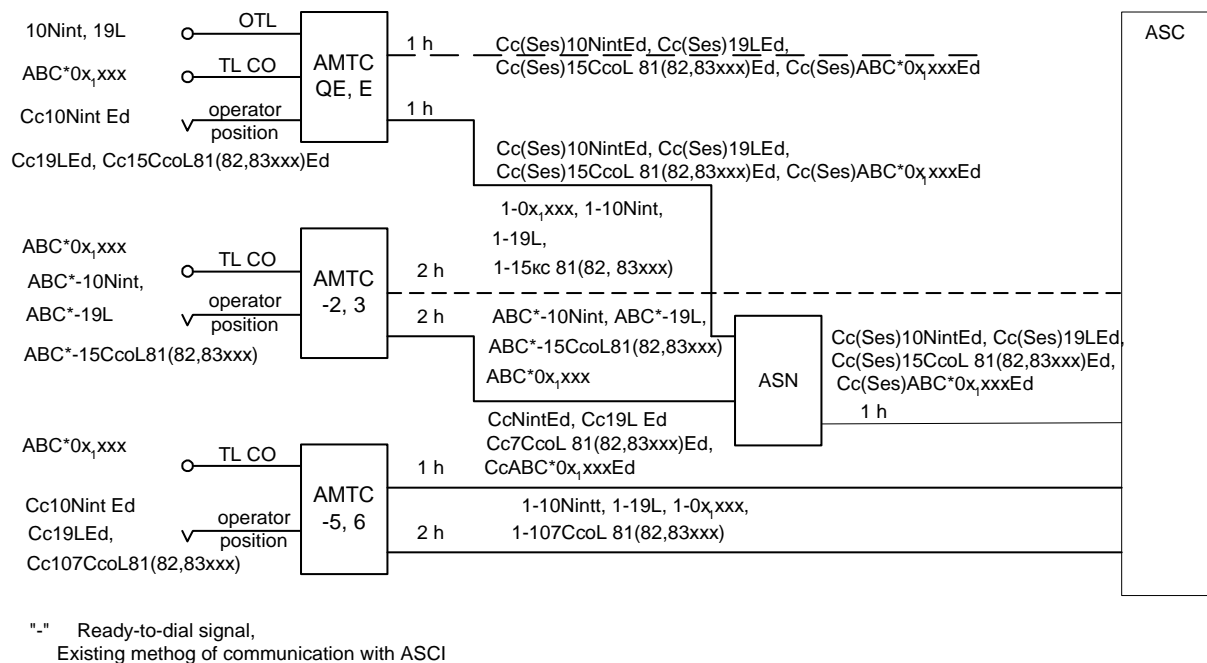 10Nint, 19L
OTL
ABC*0x1xxx
TL CO
Cc10Nint Ed
operator
position
Cc19LEd, Cc15CcoL81(82,83xxx)Ed
AMTC
QE, E
1 h
1 h
Cc(Ses)10NintEd, Cc(Ses)19LEd,
Cc(Ses)15CcoL 81(82,83xxx)Ed, Cc(Ses)ABC*0x1xxxEd
Cc(Ses)10NintEd, Cc(Ses)19LEd,
Cc(Ses)15CcoL 81(82,83xxx)Ed, Cc(Ses)ABC*0x1xxxEd
ASC
ABC*0x1xxx
TL CO
ABC*-10Nint,
operator
position
ABC*-19L
ABC*-15CcoL81(82,83xxx)
AMTC
-2, 3
2 h
2 h
1-0x1xxx, 1-10Nint,
1-19L,
1-15кс 81(82, 83xxx)
ABC*-10Nint, ABC*-19L,
ABC*-15CcoL81(82,83xxx)
ABC*0x1xxx
ASN
Cc(Ses)10NintEd, Cc(Ses)19LEd,
Cc(Ses)15CcoL 81(82,83xxx)Ed,
Cc(Ses)ABC*0x1xxxEd
1 h
ABC*0x1xxx
TL CO
Cc10Nint Ed
Cc19LEd,
operator
position
Cc107CcoL81(82,83xxx)
AMTC
-5, 6
1 h
2 h
CcNintEd, Cc19L Ed
Cc7CcoL 81(82,83xxx)Ed,
CcABC*0x1xxxEd
1-10Nintt, 1-19L, 1-0x1xxx,
1-107CcoL 81(82,83xxx)
"-" Ready-to-dial signal,
Existing methog of communication with ASCI